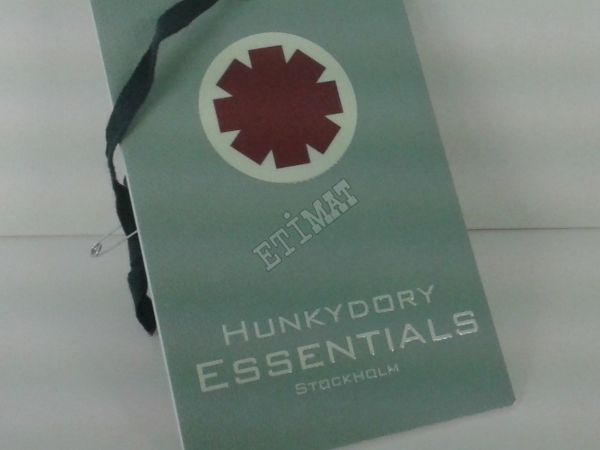 ETİMAT
HUNKYDORY
ESSENTIALS
STOCKHOLM